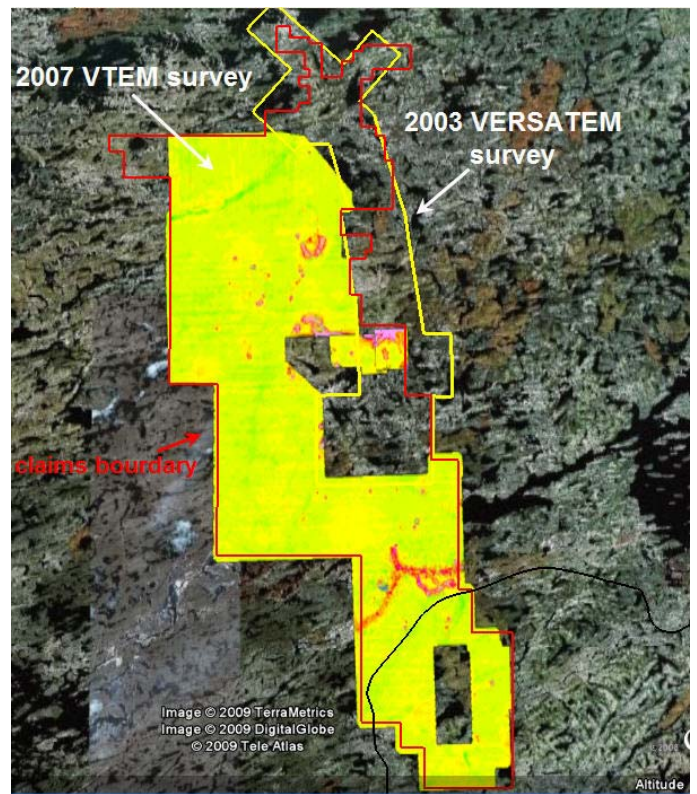 2007 VTEM survey
2003 VERSATEM
survey
claims bourdary
Image © 2009 TerraMetrics
Image © 2009 DigitalGlobe
© 2009 Tele Atlas
Altitude